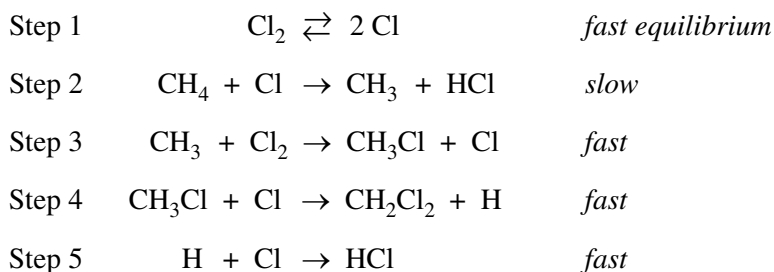 Step 1 Cl₂ ⇄ 2 Cl fast equilibrium
Step 2 CH₄ + Cl → CH₃ + HCl slow
Step 3 CH₃ + Cl₂ → CH₃Cl + Cl fast
Step 4 CH₃Cl + Cl → CH₂Cl₂ + H fast
Step 5 H + Cl → HCl fast